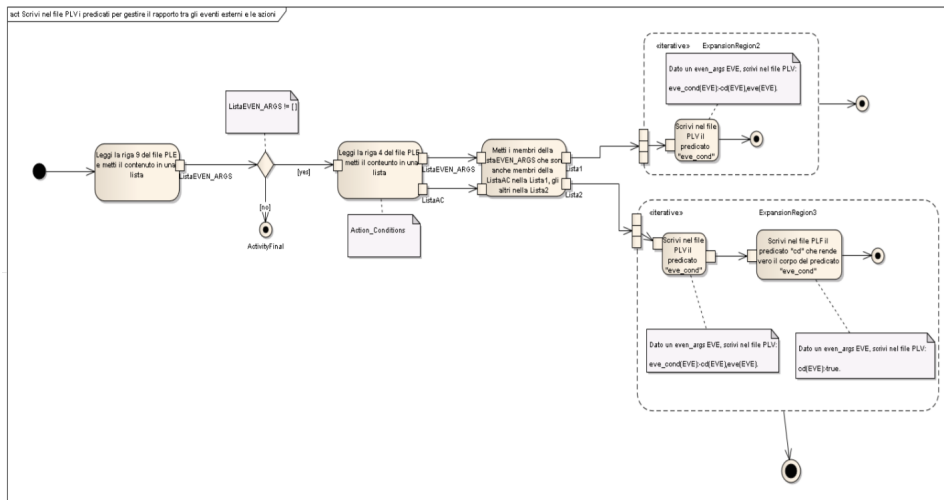 act Scrivi nel file PLV i predicati per gestire il rapporto tra gli eventi esterni e le azioni
ListaEVEN_ARGS != [ ]
Leggi la riga 9 del file PLE
e metti il contenuto in una
lista
ListaEVEN_ARGS
[yes]
[no]
ActivityFinal
Leggi la riga 4 del file PLE
metti il conteunto in una
lista
ListaEVEN_ARGS
ListaAC
Action_Conditions
Metti i membri della
istaEVEN_ARGS che son
anche membri della
ListaAC nella Lista1, gli
altri nella Lista2
Lista1
Lista2
«iterative» ExpansionRegion2
Dato un even_args EVE, scrivi nel file PLV:
eve_cond(EVE):-cd(EVE),eve(EVE).
Scrivi nel file
PLV il
predicato
"eve_cond"
«iterative» ExpansionRegion3
Scrivi nel file
PLV il
predicato
"eve_cond"
Scrivi nel file PLF il
predicato "cd" che rende
vero il corpo del predicato
"eve_cond"
Dato un even_args EVE, scrivi nel file PLV:
eve_cond(EVE):-cd(EVE),eve(EVE).
Dato un even_args EVE, scrivi nel file PLV:
cd(EVE):-true.